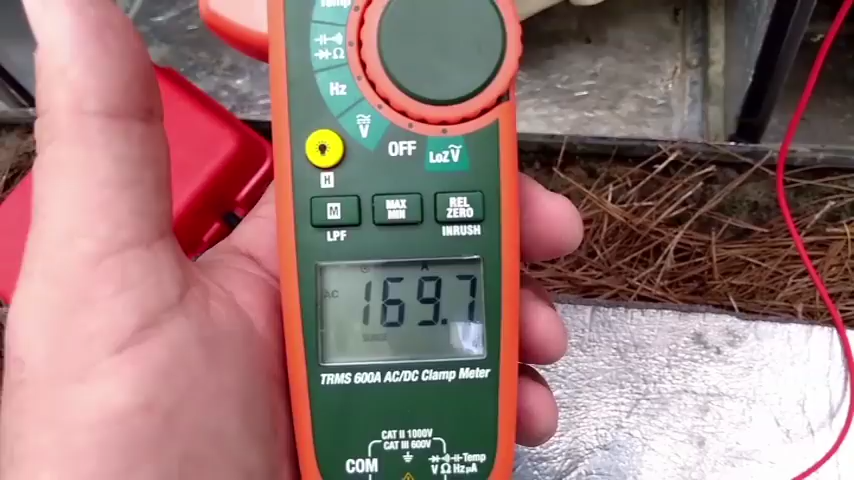 Temp
Ω
Hz
V
OFF
LoZ V
H
M
MAX
MIN
REL
ZERO
LPF
INRUSH
A
AC
169.7
TRMS 600A AC/DC Clamp Meter
CAT II 1000V
CAT III 600V
COM
Temp
V Ω Hz µA